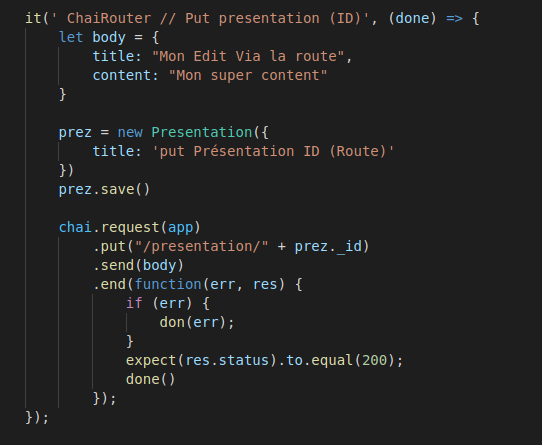 it(' ChaiRouter // Put presentation (ID)', (done) => {
    let body = {
        title: "Mon Edit Via la route",
        content: "Mon super content"
    }

    prez = new Presentation({
        title: 'put Présentation ID (Route)'
    })
    prez.save()

    chai.request(app)
        .put("/presentation/" + prez._id)
        .send(body)
        .end(function(err, res) {
            if (err) {
                don(err);
            }
            expect(res.status).to.equal(200);
            done()
        });
});